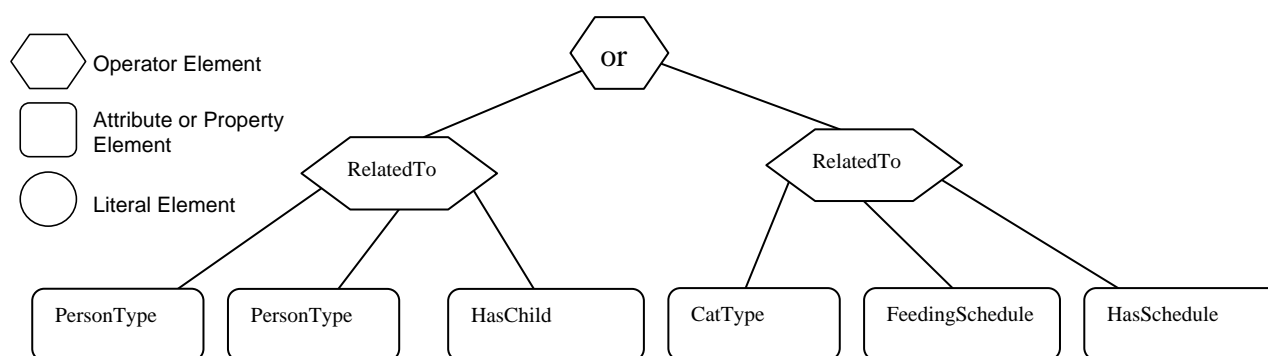 or
Operator Element
Attribute or Property
Element
Literal Element
RelatedTo
RelatedTo
PersonType
PersonType
HasChild
CatType
FeedingSchedule
HasSchedule